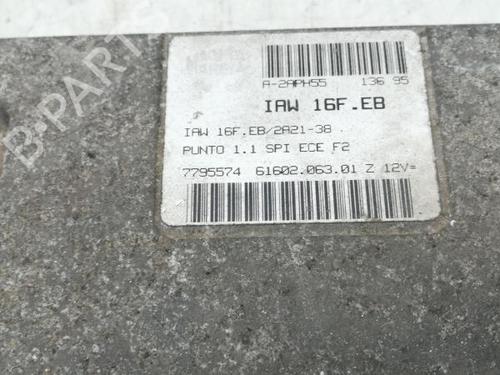 A-2APH55 136 95
IAW 16F.EB
IAW 16F.EB/2A21-38
PUNTO 1.1 SPI ECE F2
7795574 61602.063.01 Z 12V=